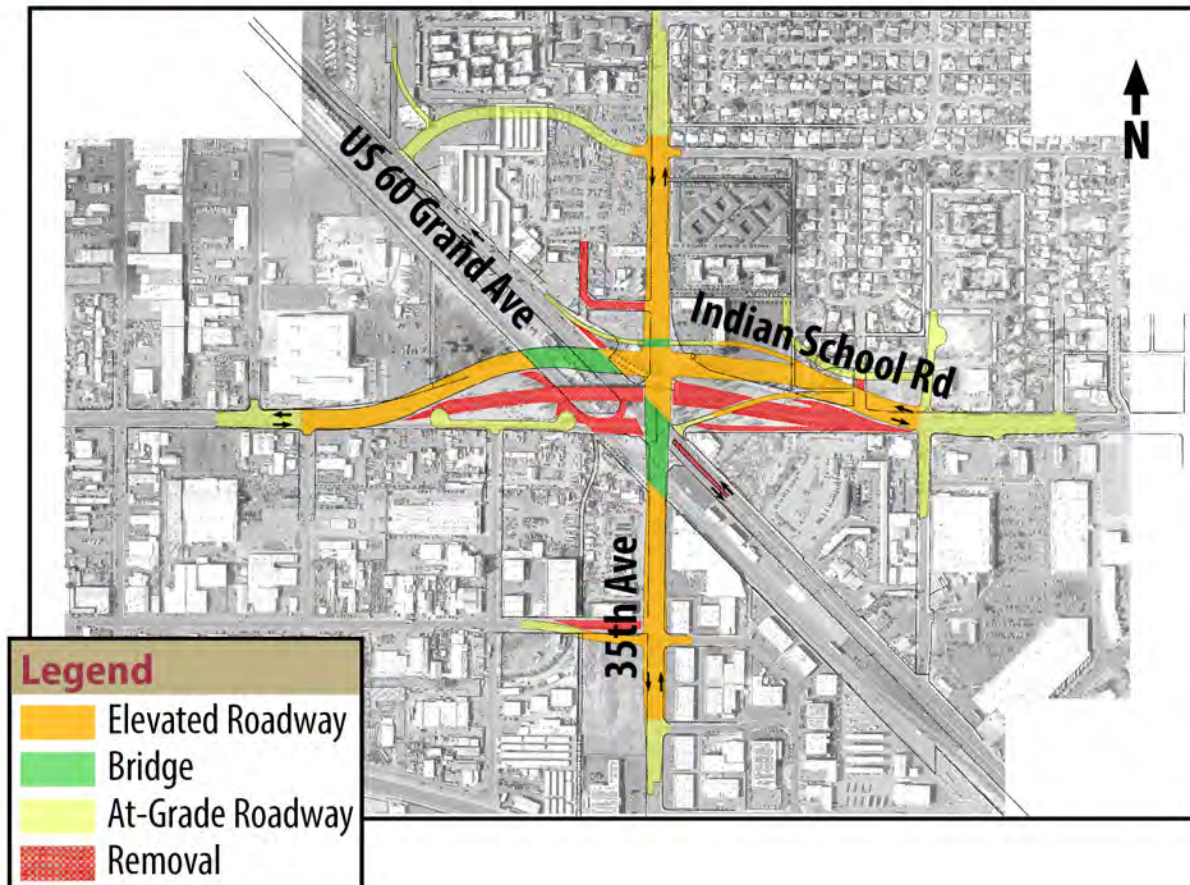 N
US 60 Grand Ave
Indian School Rd
35th Ave
Legend
Elevated Roadway
Bridge
At-Grade Roadway
Removal